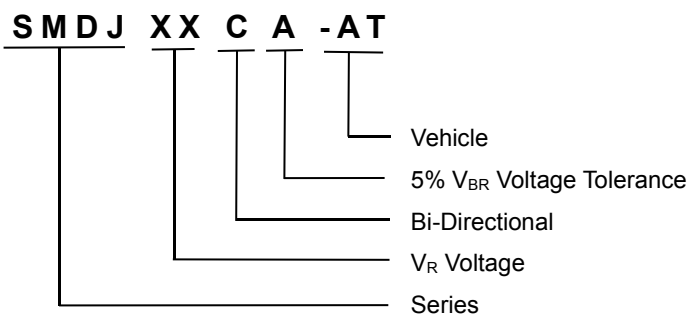 SMDJ XX C A -AT
Vehicle
5% VBR Voltage Tolerance
Bi-Directional
VR Voltage
Series